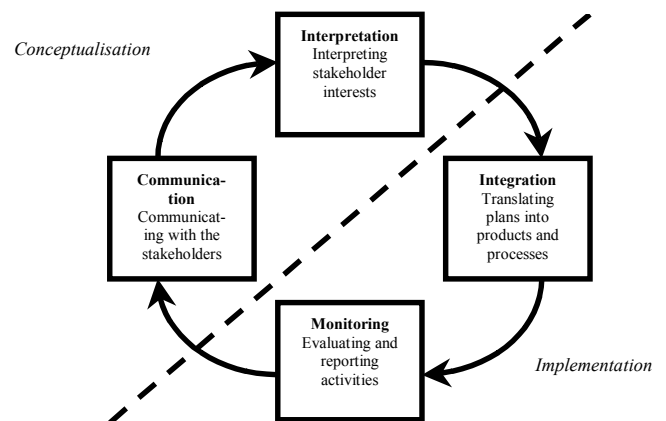 Conceptualisation
Interpretation
Interpreting
stakeholder
interests
Communica-
tion
Communicat-
ing with the
stakeholders
Integration
Translating
plans into
products and
processes
Monitoring
Evaluating and
reporting
activities
Implementation